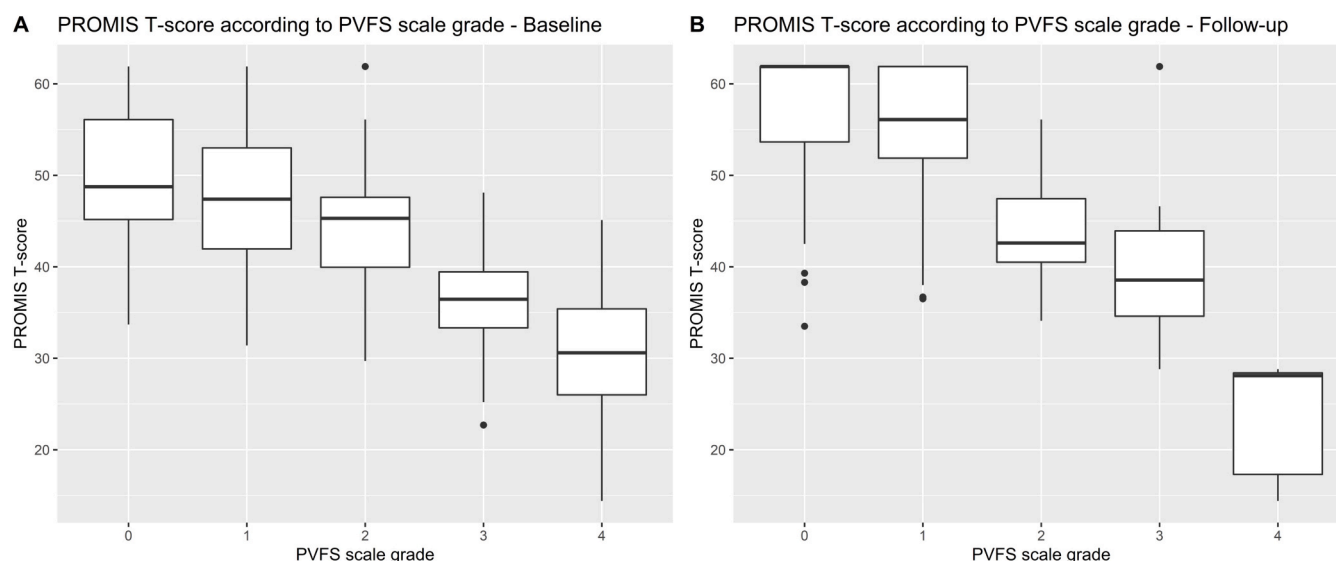 A PROMIS T-score according to PVFS scale grade - Baseline
PROMIS T-score
60
50
40
30
20
0 1 2 3 4
PVFS scale grade
B PROMIS T-score according to PVFS scale grade - Follow-up
PROMIS T-score
60
50
40
30
20
0 1 2 3 4
PVFS scale grade